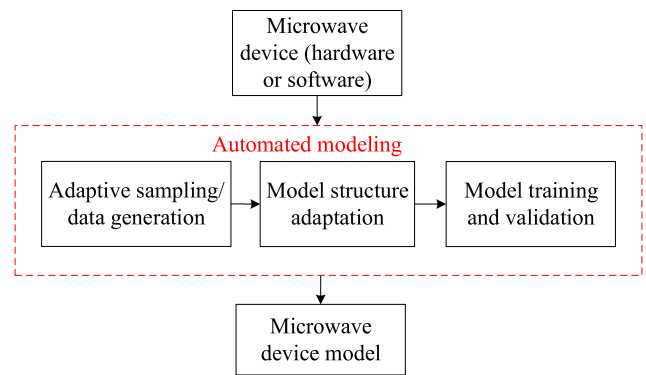 Microwave
device (hardware
or software)
Automated modeling
Adaptive sampling/
data generation
Model structure
adaptation
Model training
and validation
Microwave
device model